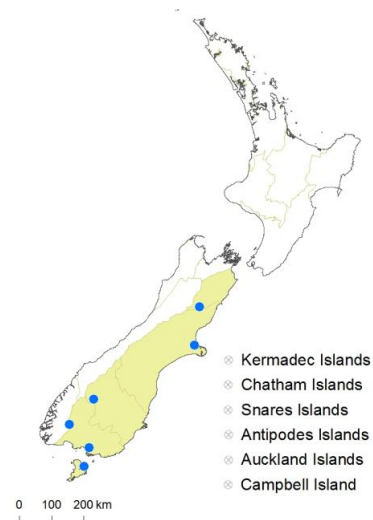 Kermadec Islands
Chatham Islands
Snares Islands
Antipodes Islands
Auckland Islands
Campbell Island
0 100 200 km